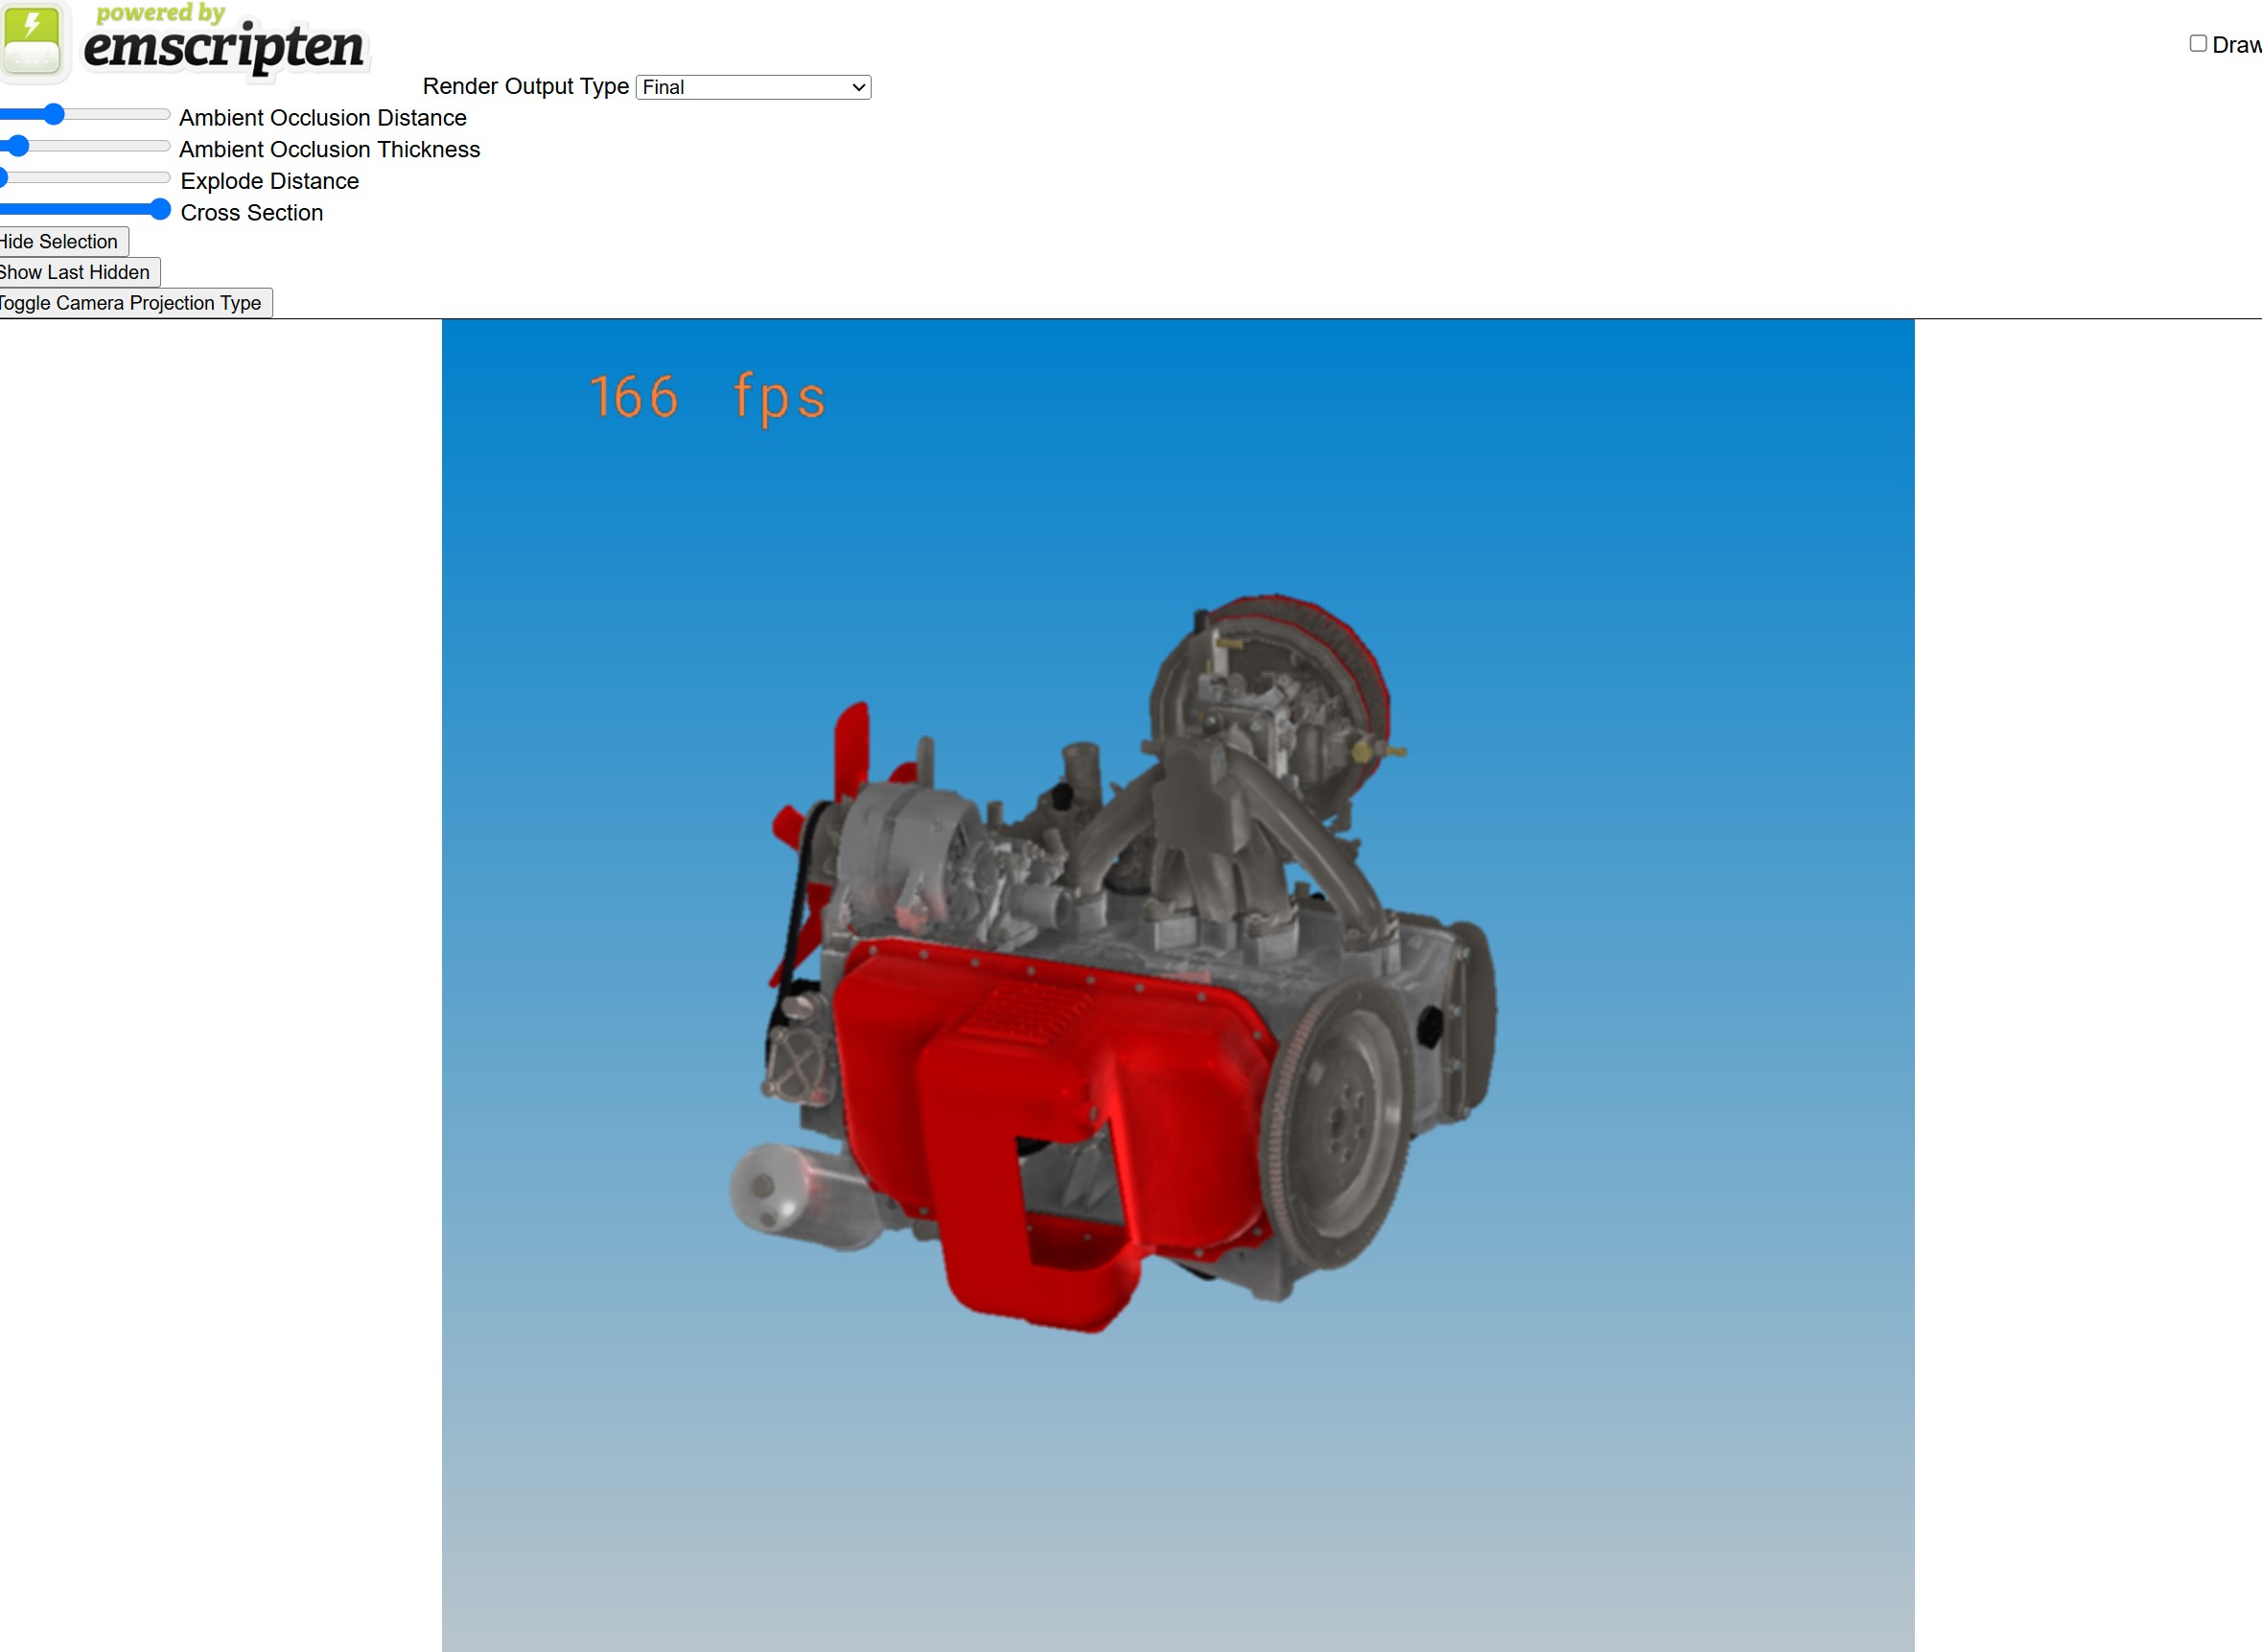 powered by
emscripten
Draw
Render Output Type Final
Ambient Occlusion Distance
Ambient Occlusion Thickness
Explode Distance
Cross Section
Hide Selection
Show Last Hidden
Toggle Camera Projection Type
166 fps